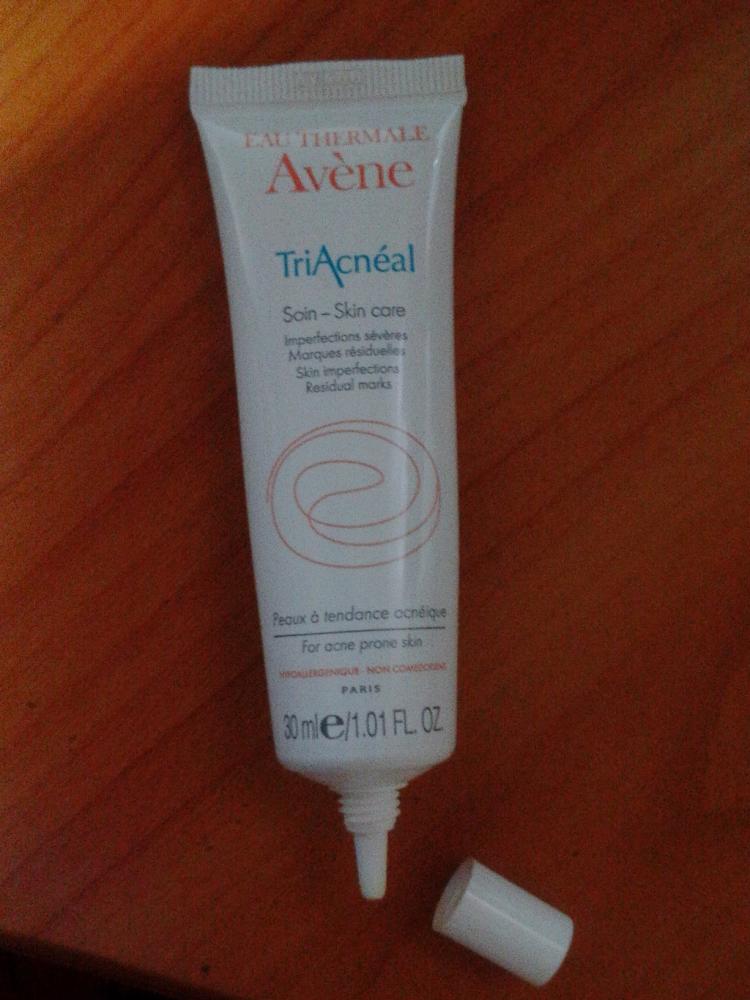 EAU THERMALE
Avène
TriAcnéal
Soin – Skin care
Imperfections sévères
Marques résiduelles
Skin imperfections
Residual marks
Peaux à tendance acnéique
For acne prone skin
HYPOALLERGENIQUE - NON COMEDOGENE
PARIS
30 ml e/1.01 FL. OZ